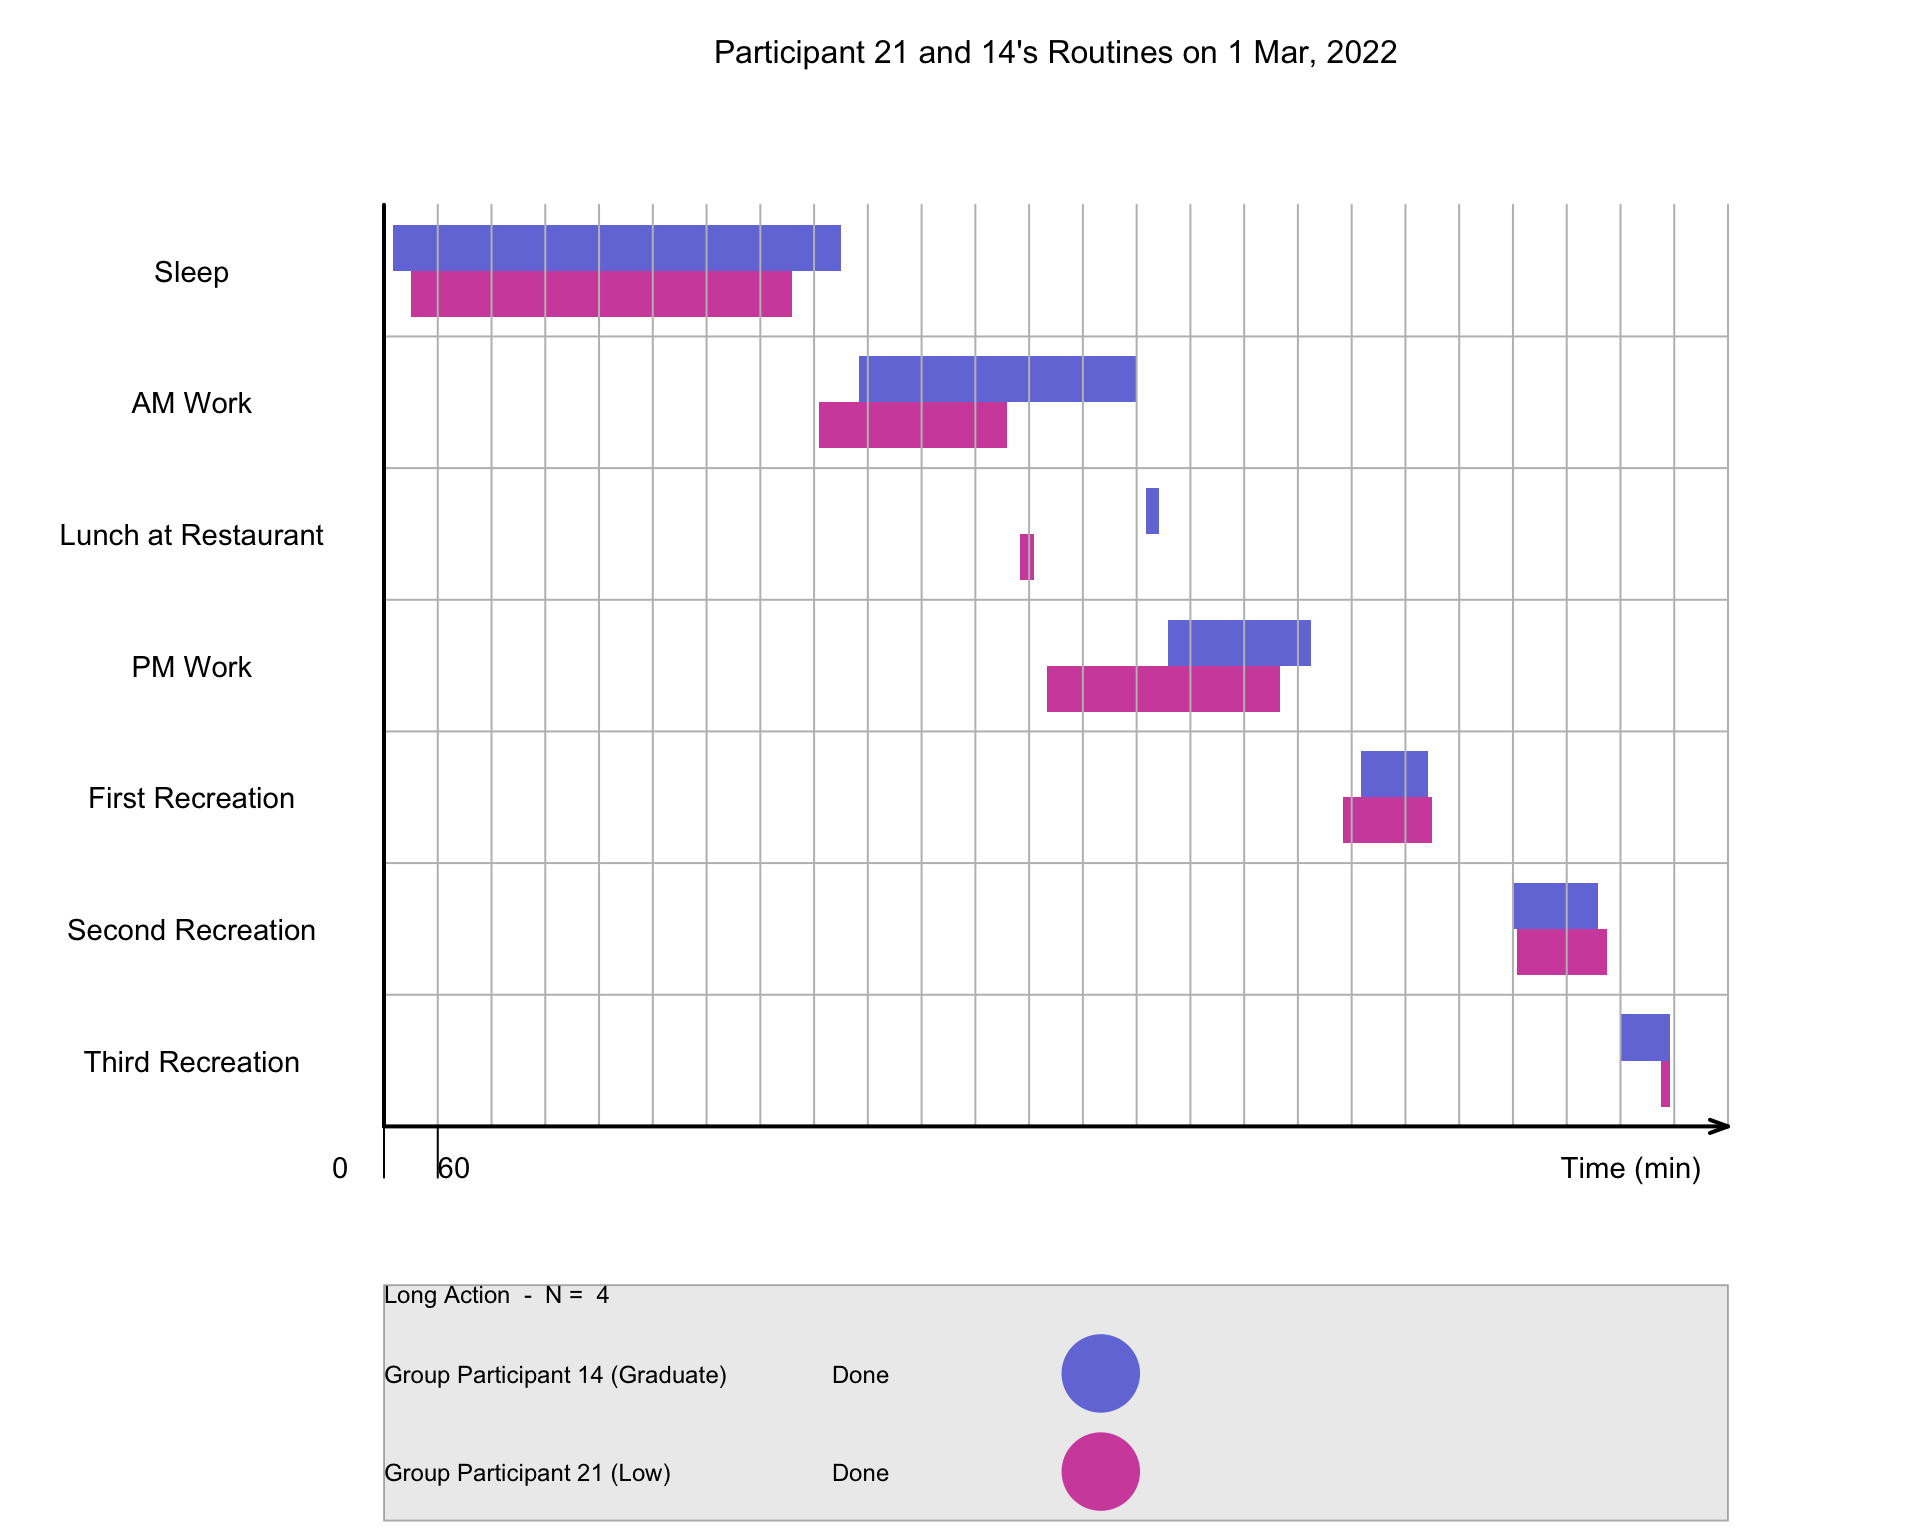 Participant 21 and 14's Routines on 1 Mar, 2022
Sleep
AM Work
Lunch at Restaurant
PM Work
First Recreation
Second Recreation
Third Recreation
0 60 Time (min)
Long Action - N = 4
Group Participant 14 (Graduate) Done
Group Participant 21 (Low) Done